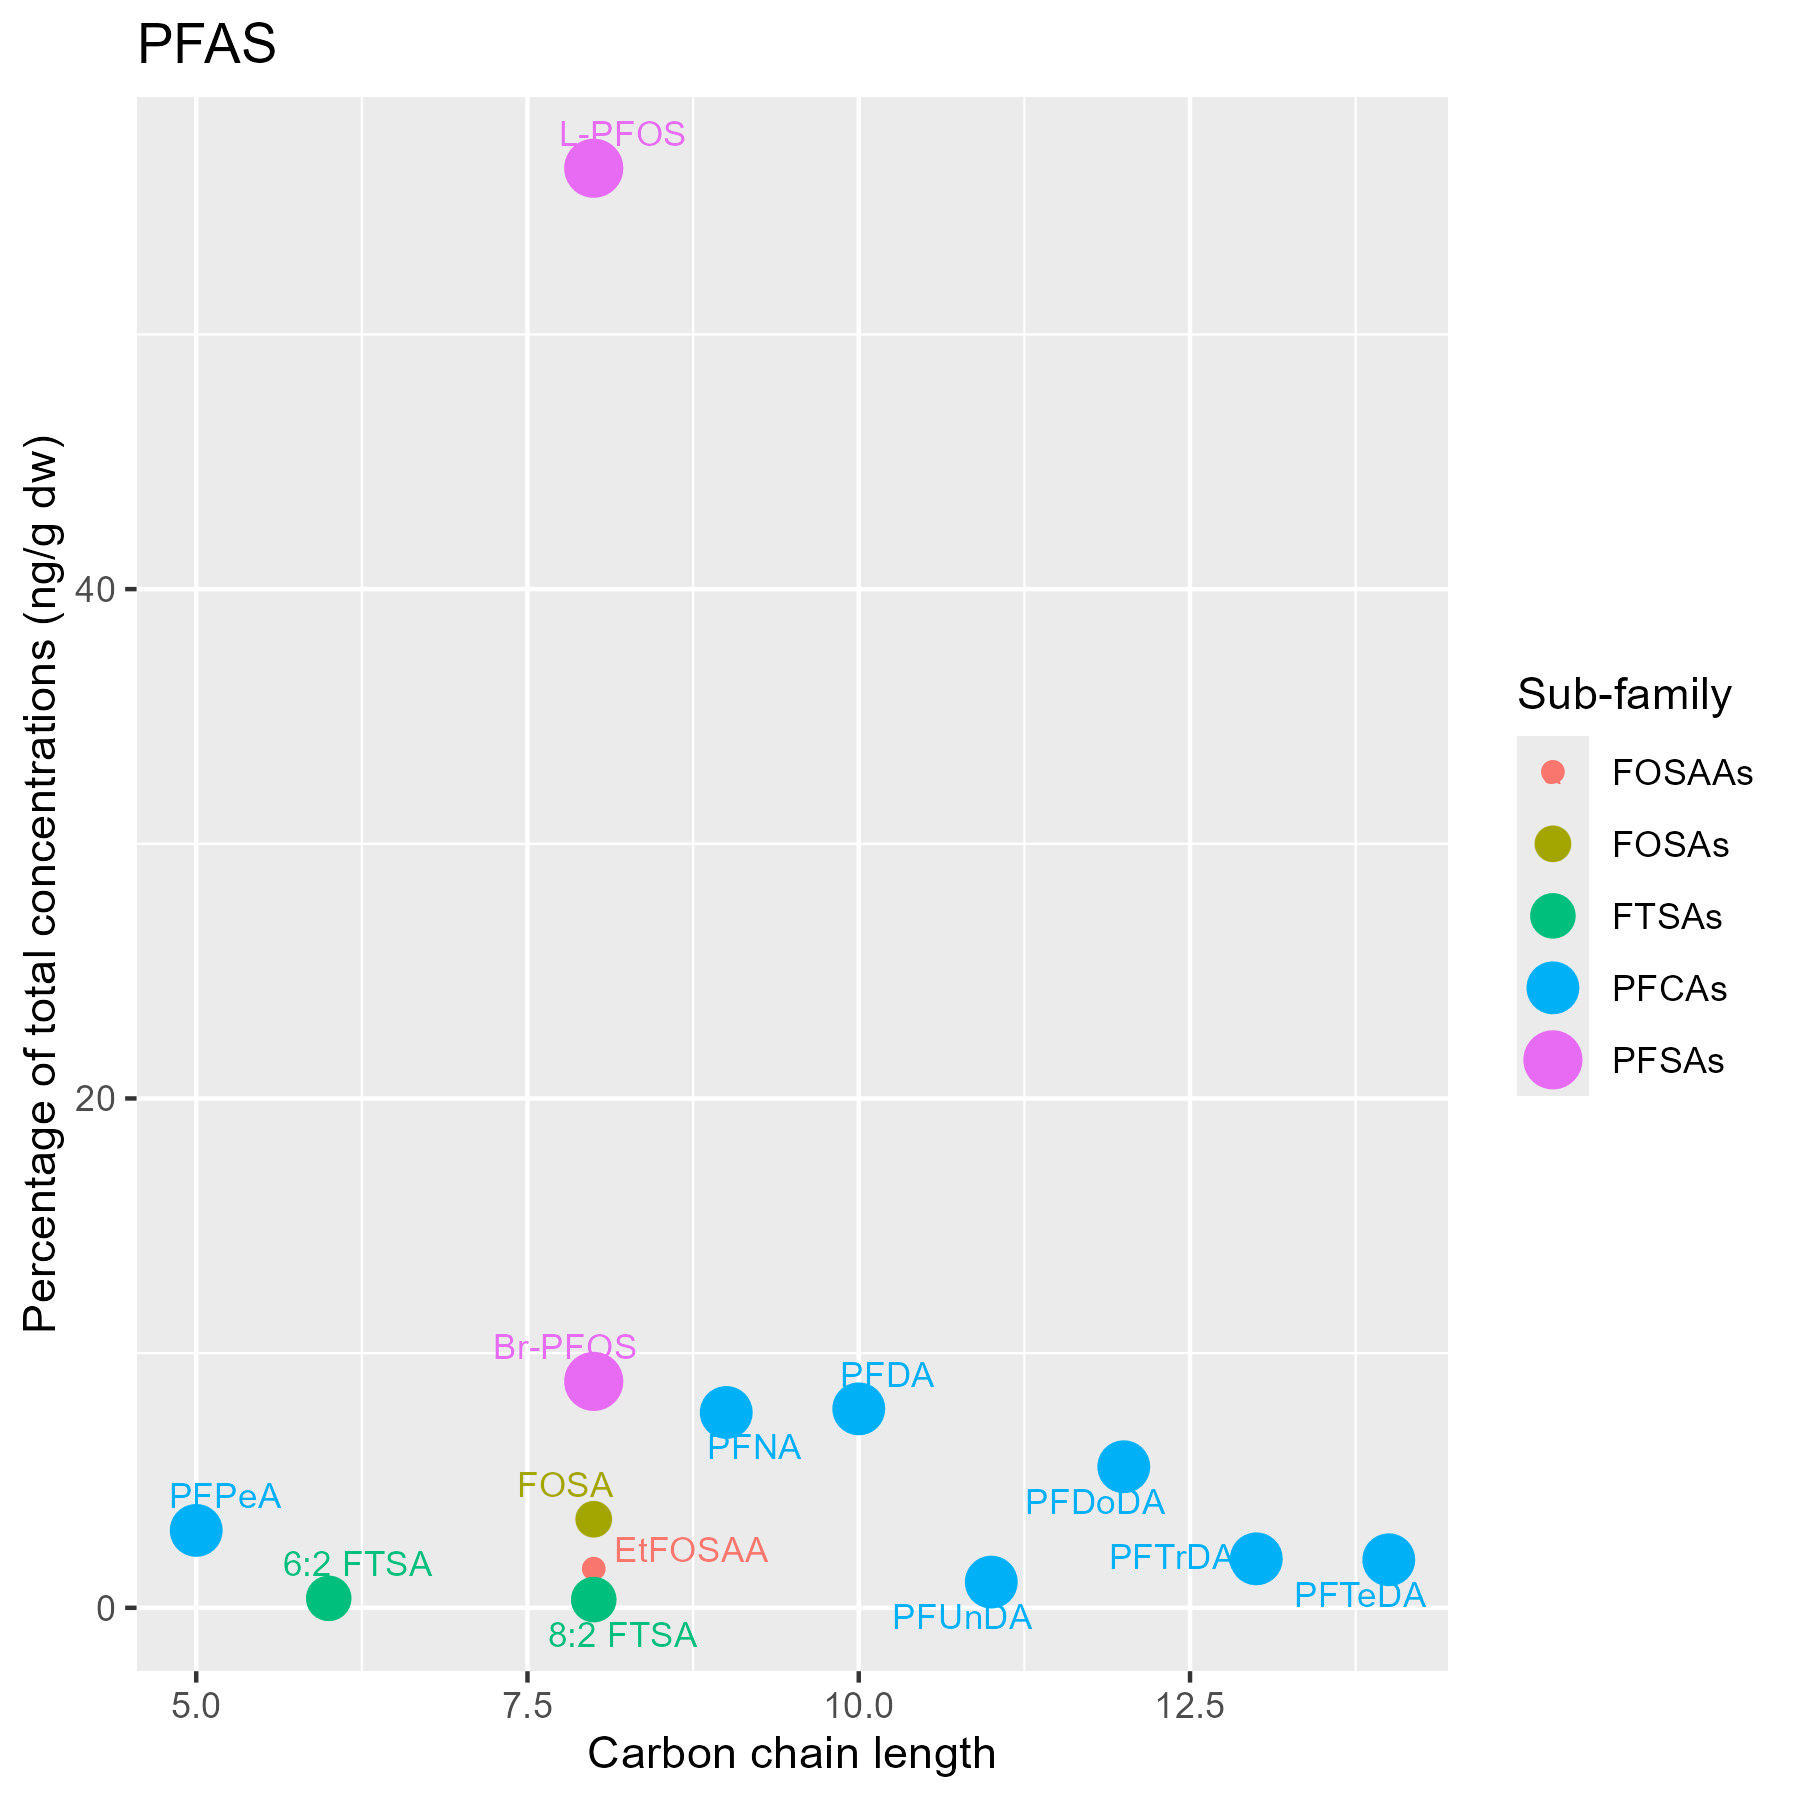 PFAS
L-PFOS
Percentage of total concentrations (ng/g dw)
40
20
0
Br-PFOS
PFDA
PFNA
FOSA
PFPeA
PFDoDA
EtFOSAA
6:2 FTSA
PFTrDA
PFTeDA
PFUnDA
8:2 FTSA
5.0
7.5
10.0
12.5
Carbon chain length
Sub-family
FOSAAs
FOSAs
FTSAs
PFCAs
PFSAs